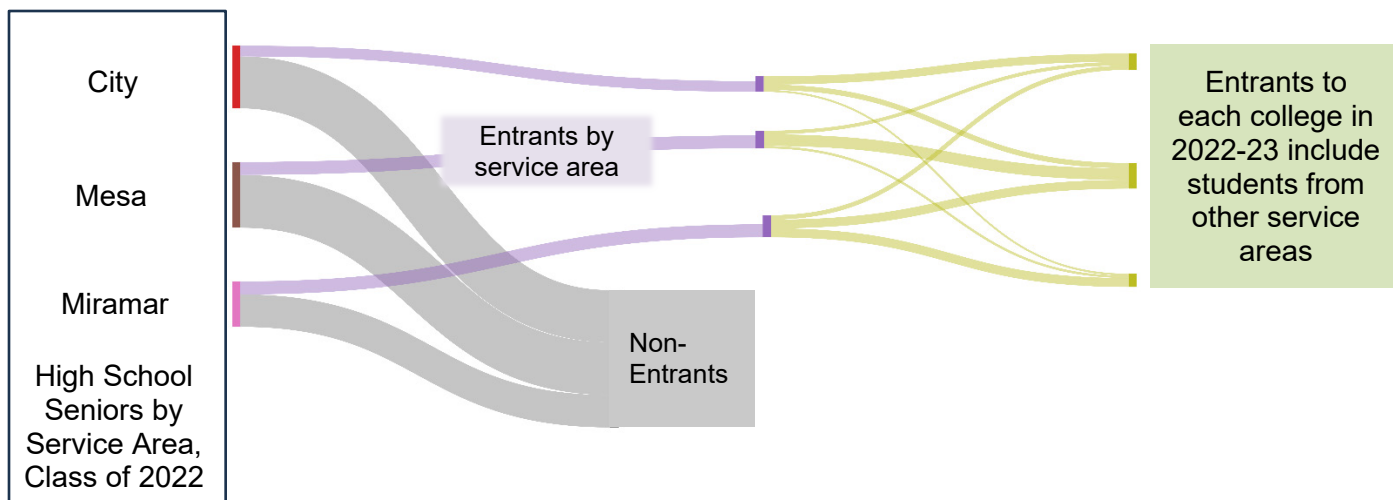 City
Mesa
Miramar
High School
Seniors by
Service Area,
Class of 2022
Entrants by
service area
Non-
Entrants
Entrants to
each college in
2022-23 include
students from
other service
areas